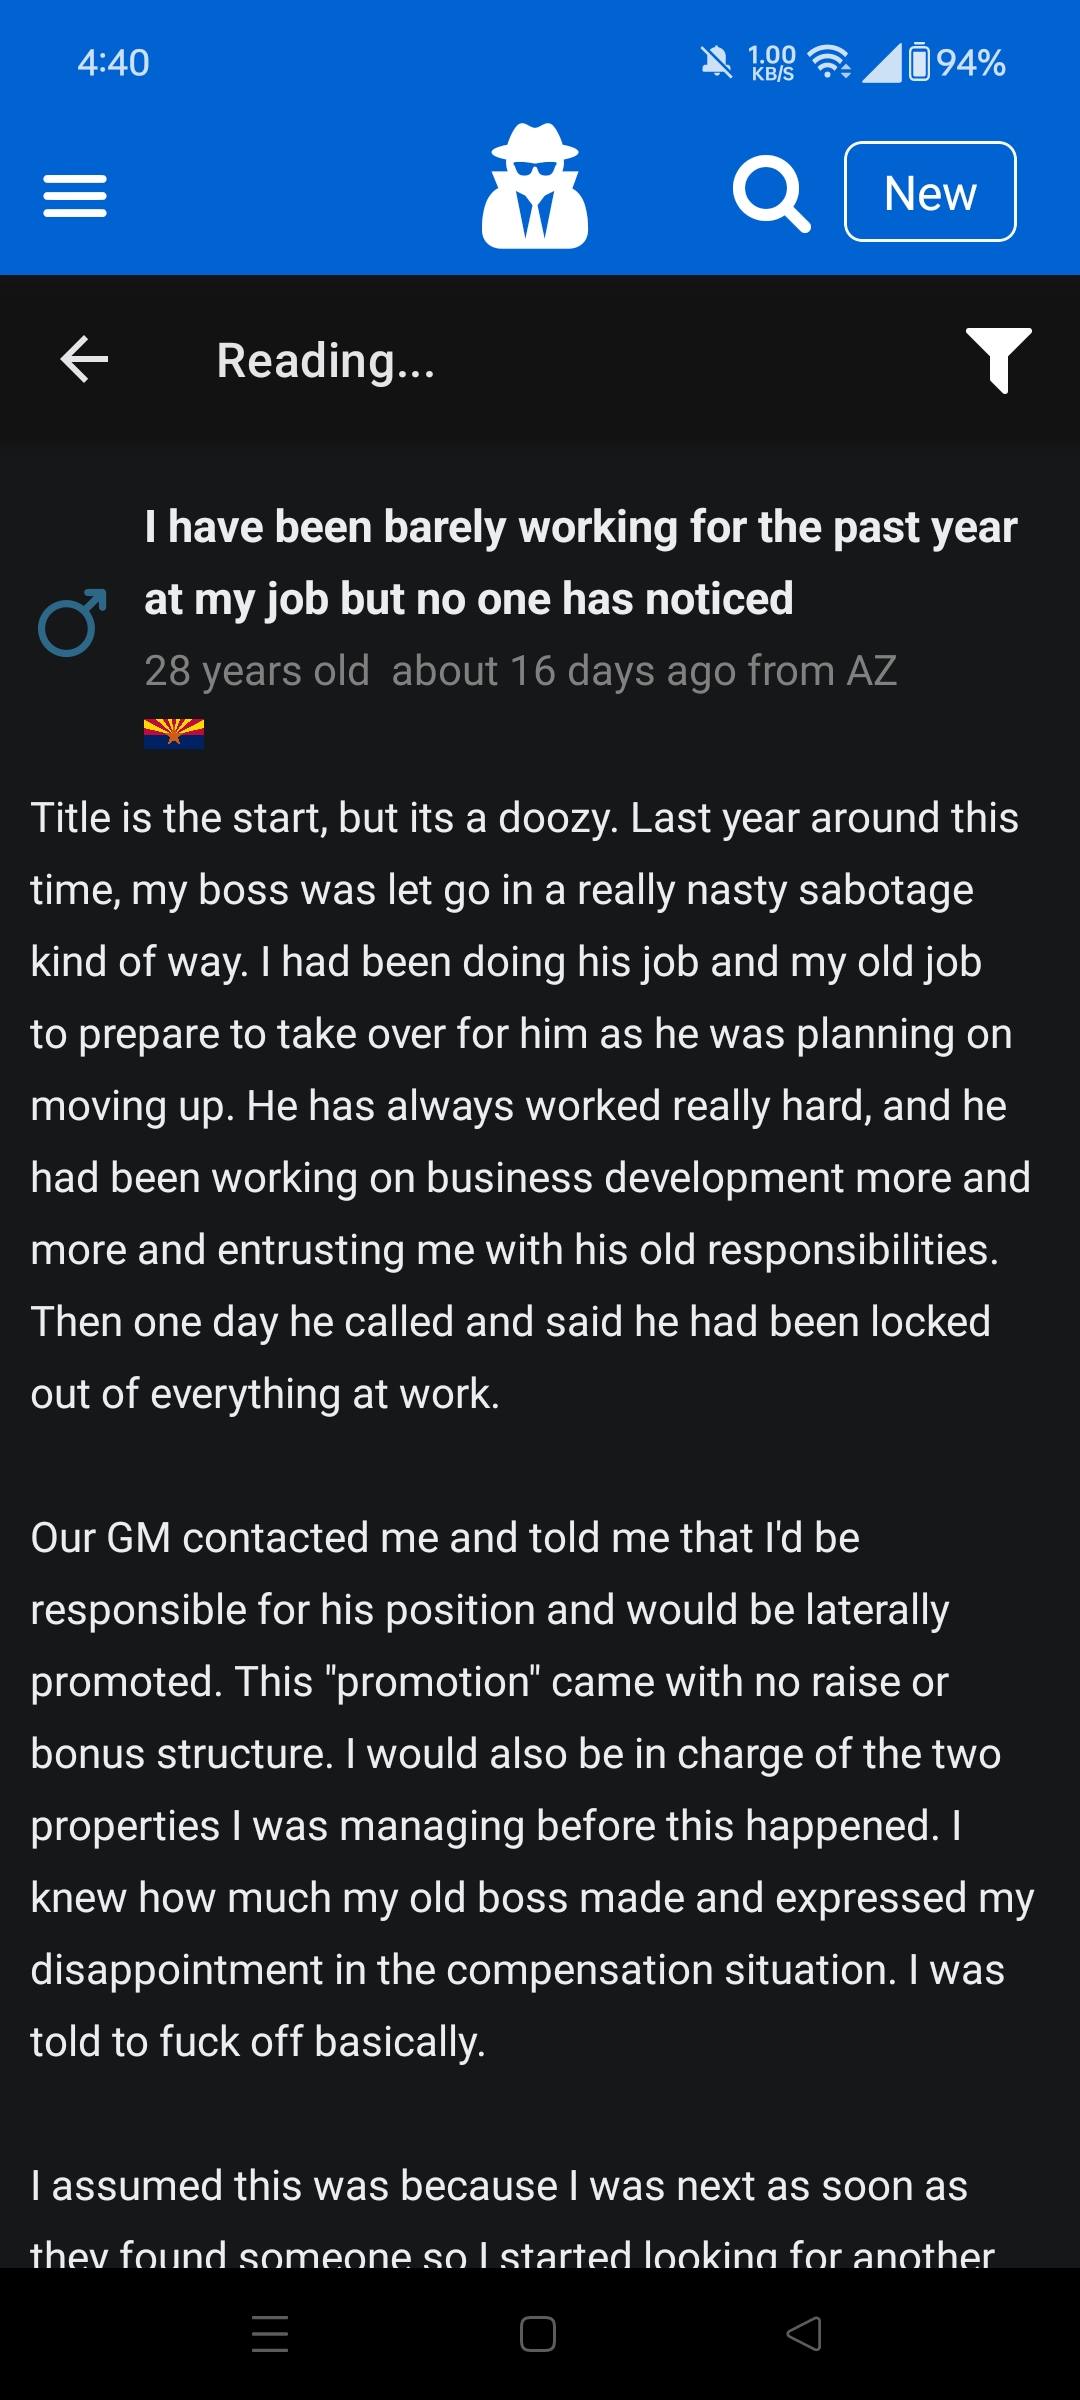 4:40
1.00
KB/S
94%
New
Reading...
I have been barely working for the past year
at my job but no one has noticed
28 years old about 16 days ago from AZ
Title is the start, but its a doozy. Last year around this
time, my boss was let go in a really nasty sabotage
kind of way. I had been doing his job and my old job
to prepare to take over for him as he was planning on
moving up. He has always worked really hard, and he
had been working on business development more and
more and entrusting me with his old responsibilities.
Then one day he called and said he had been locked
out of everything at work.
Our GM contacted me and told me that I'd be
responsible for his position and would be laterally
promoted. This "promotion" came with no raise or
bonus structure. I would also be in charge of the two
properties I was managing before this happened. I
knew how much my old boss made and expressed my
disappointment in the compensation situation. I was
told to fuck off basically.
I assumed this was because I was next as soon as
they found someone so I started looking for another